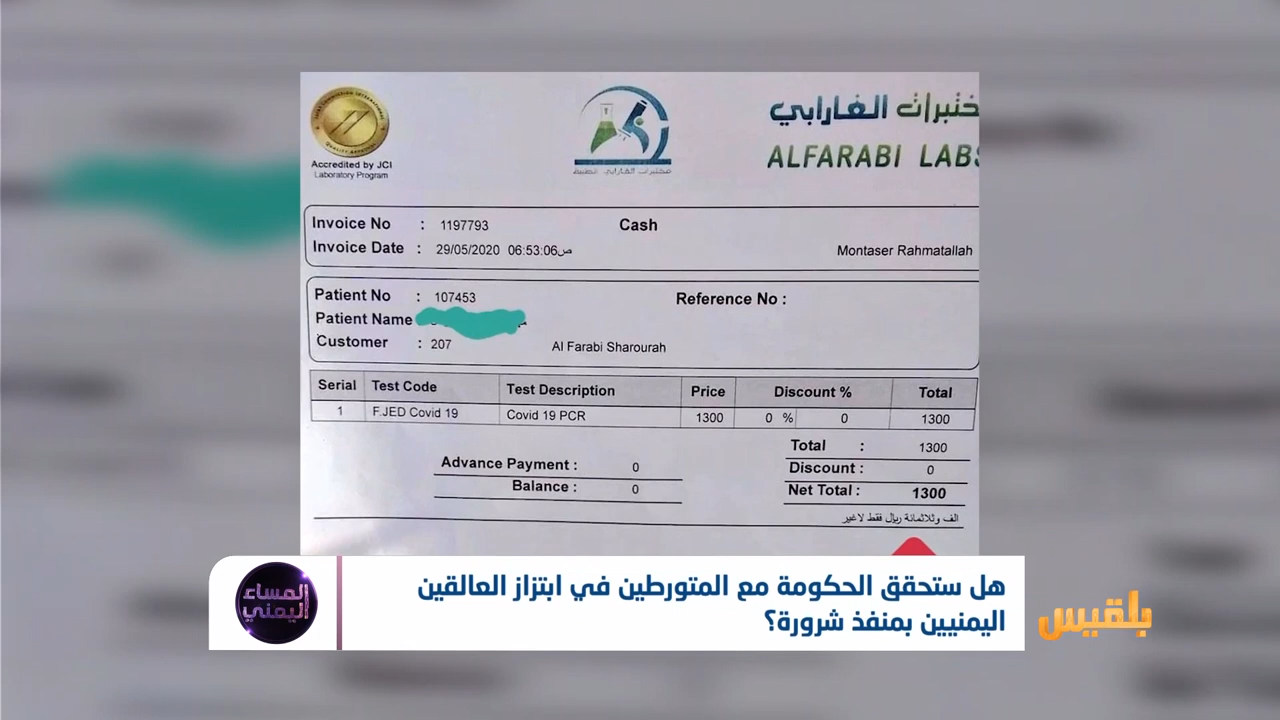 ختبرات الفارابي
ALFARABI LABS
مختبرات الفارابي الطبية
Accredited by JCI
Laboratory Program
Invoice No : 1197793
Cash
Invoice Date : 29/05/2020 06:53:06ص
Montaser Rahmatallah
Patient No : 107453
Reference No :
Patient Name
Customer : 207
Al Farabi Sharourah
Serial Test Code Test Description Price Discount % Total
1 F.JED Covid 19 Covid 19 PCR 1300 0 % 0 1300
Total : 1300
Advance Payment : 0
Discount : 0
Balance : 0
Net Total : 1300
الف وثلاثمائة ريال فقط لاغير
هل ستحقق الحكومة مع المتورطين في ابتزاز العالقين
اليمنيين بمنفذ شرورة؟
المساء
اليمني
بلقيس